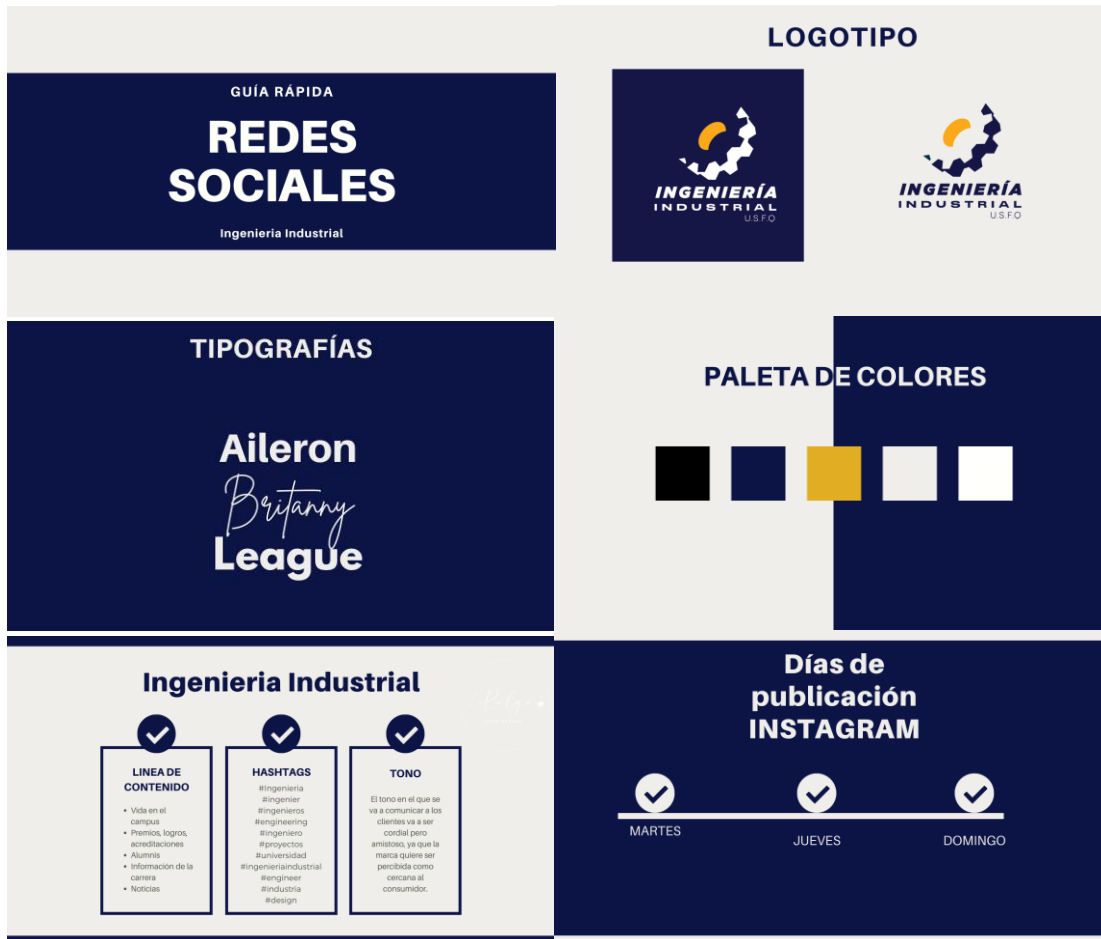 GUÍA RÁPIDA
REDES
SOCIALES
Ingenieria Industrial
LOGOTIPO
INGENIERÍA
INDUSTRIAL
U.S.F.Q
INGENIERÍA
INDUSTRIAL
U.S.F.Q
TIPOGRAFÍAS
Aileron
Britanny
League
PALETA DE COLORES
Ingenieria Industrial
LINEA DE
CONTENIDO
• Vida en el
campus
• Premios, logros,
acreditaciones
• Alumnis
• Información de la
carrera
• Noticias
HASHTAGS
#Ingenieria
#ingenier
#ingenieros
#engineering
#ingeniero
#proyectos
#universidad
#ingenieriaindustrial
#engineer
#industria
#design
TONO
El tono en el que se
va a comunicar a los
clientes va a ser
cordial pero
amistoso, ya que la
marca quiere ser
percibida como
cercana al
consumidor.
Días de
publicación
INSTAGRAM
MARTES
JUEVES
DOMINGO